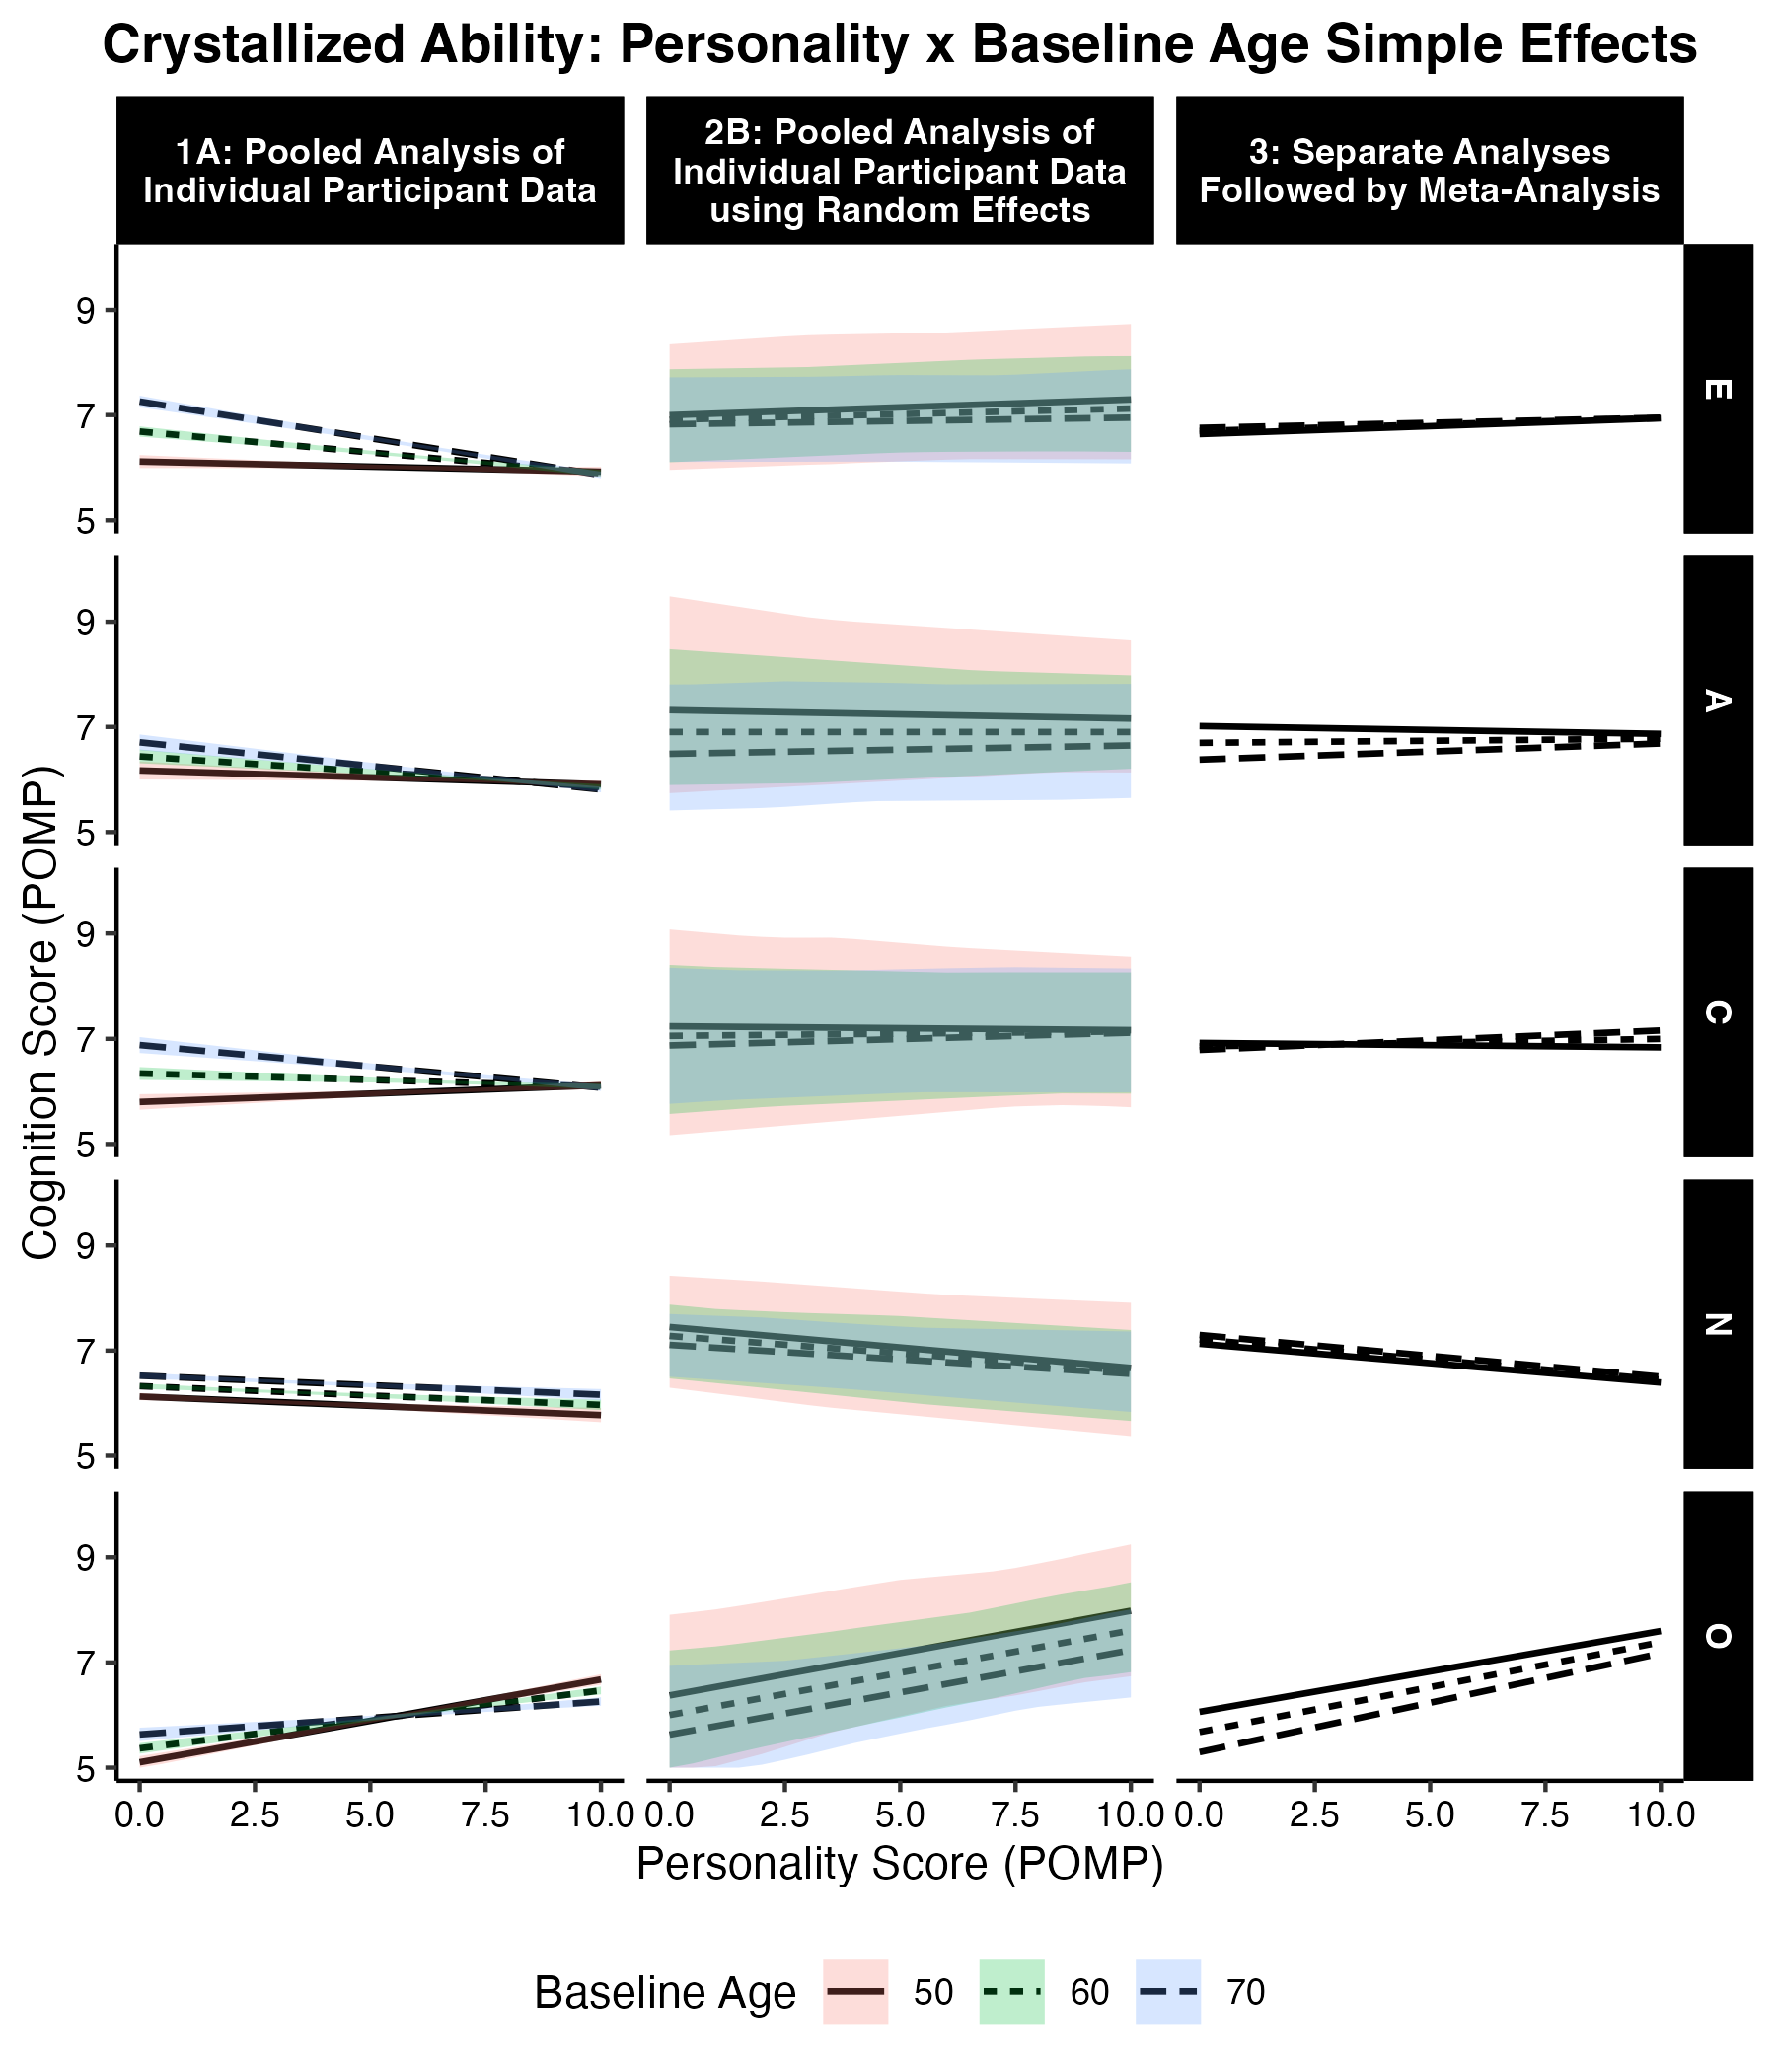 Crystallized Ability: Personality x Baseline Age Simple Effects
1A: Pooled Analysis of
Individual Participant Data
2B: Pooled Analysis of
Individual Participant Data
using Random Effects
3: Separate Analyses
Followed by Meta-Analysis
Cognition Score (POMP)
9
7
5
E
9
7
5
A
9
7
5
C
9
7
5
N
9
7
5
O
0.0 2.5 5.0 7.5 10.0
0.0 2.5 5.0 7.5 10.0
0.0 2.5 5.0 7.5 10.0
Personality Score (POMP)
Baseline Age 50 60 70